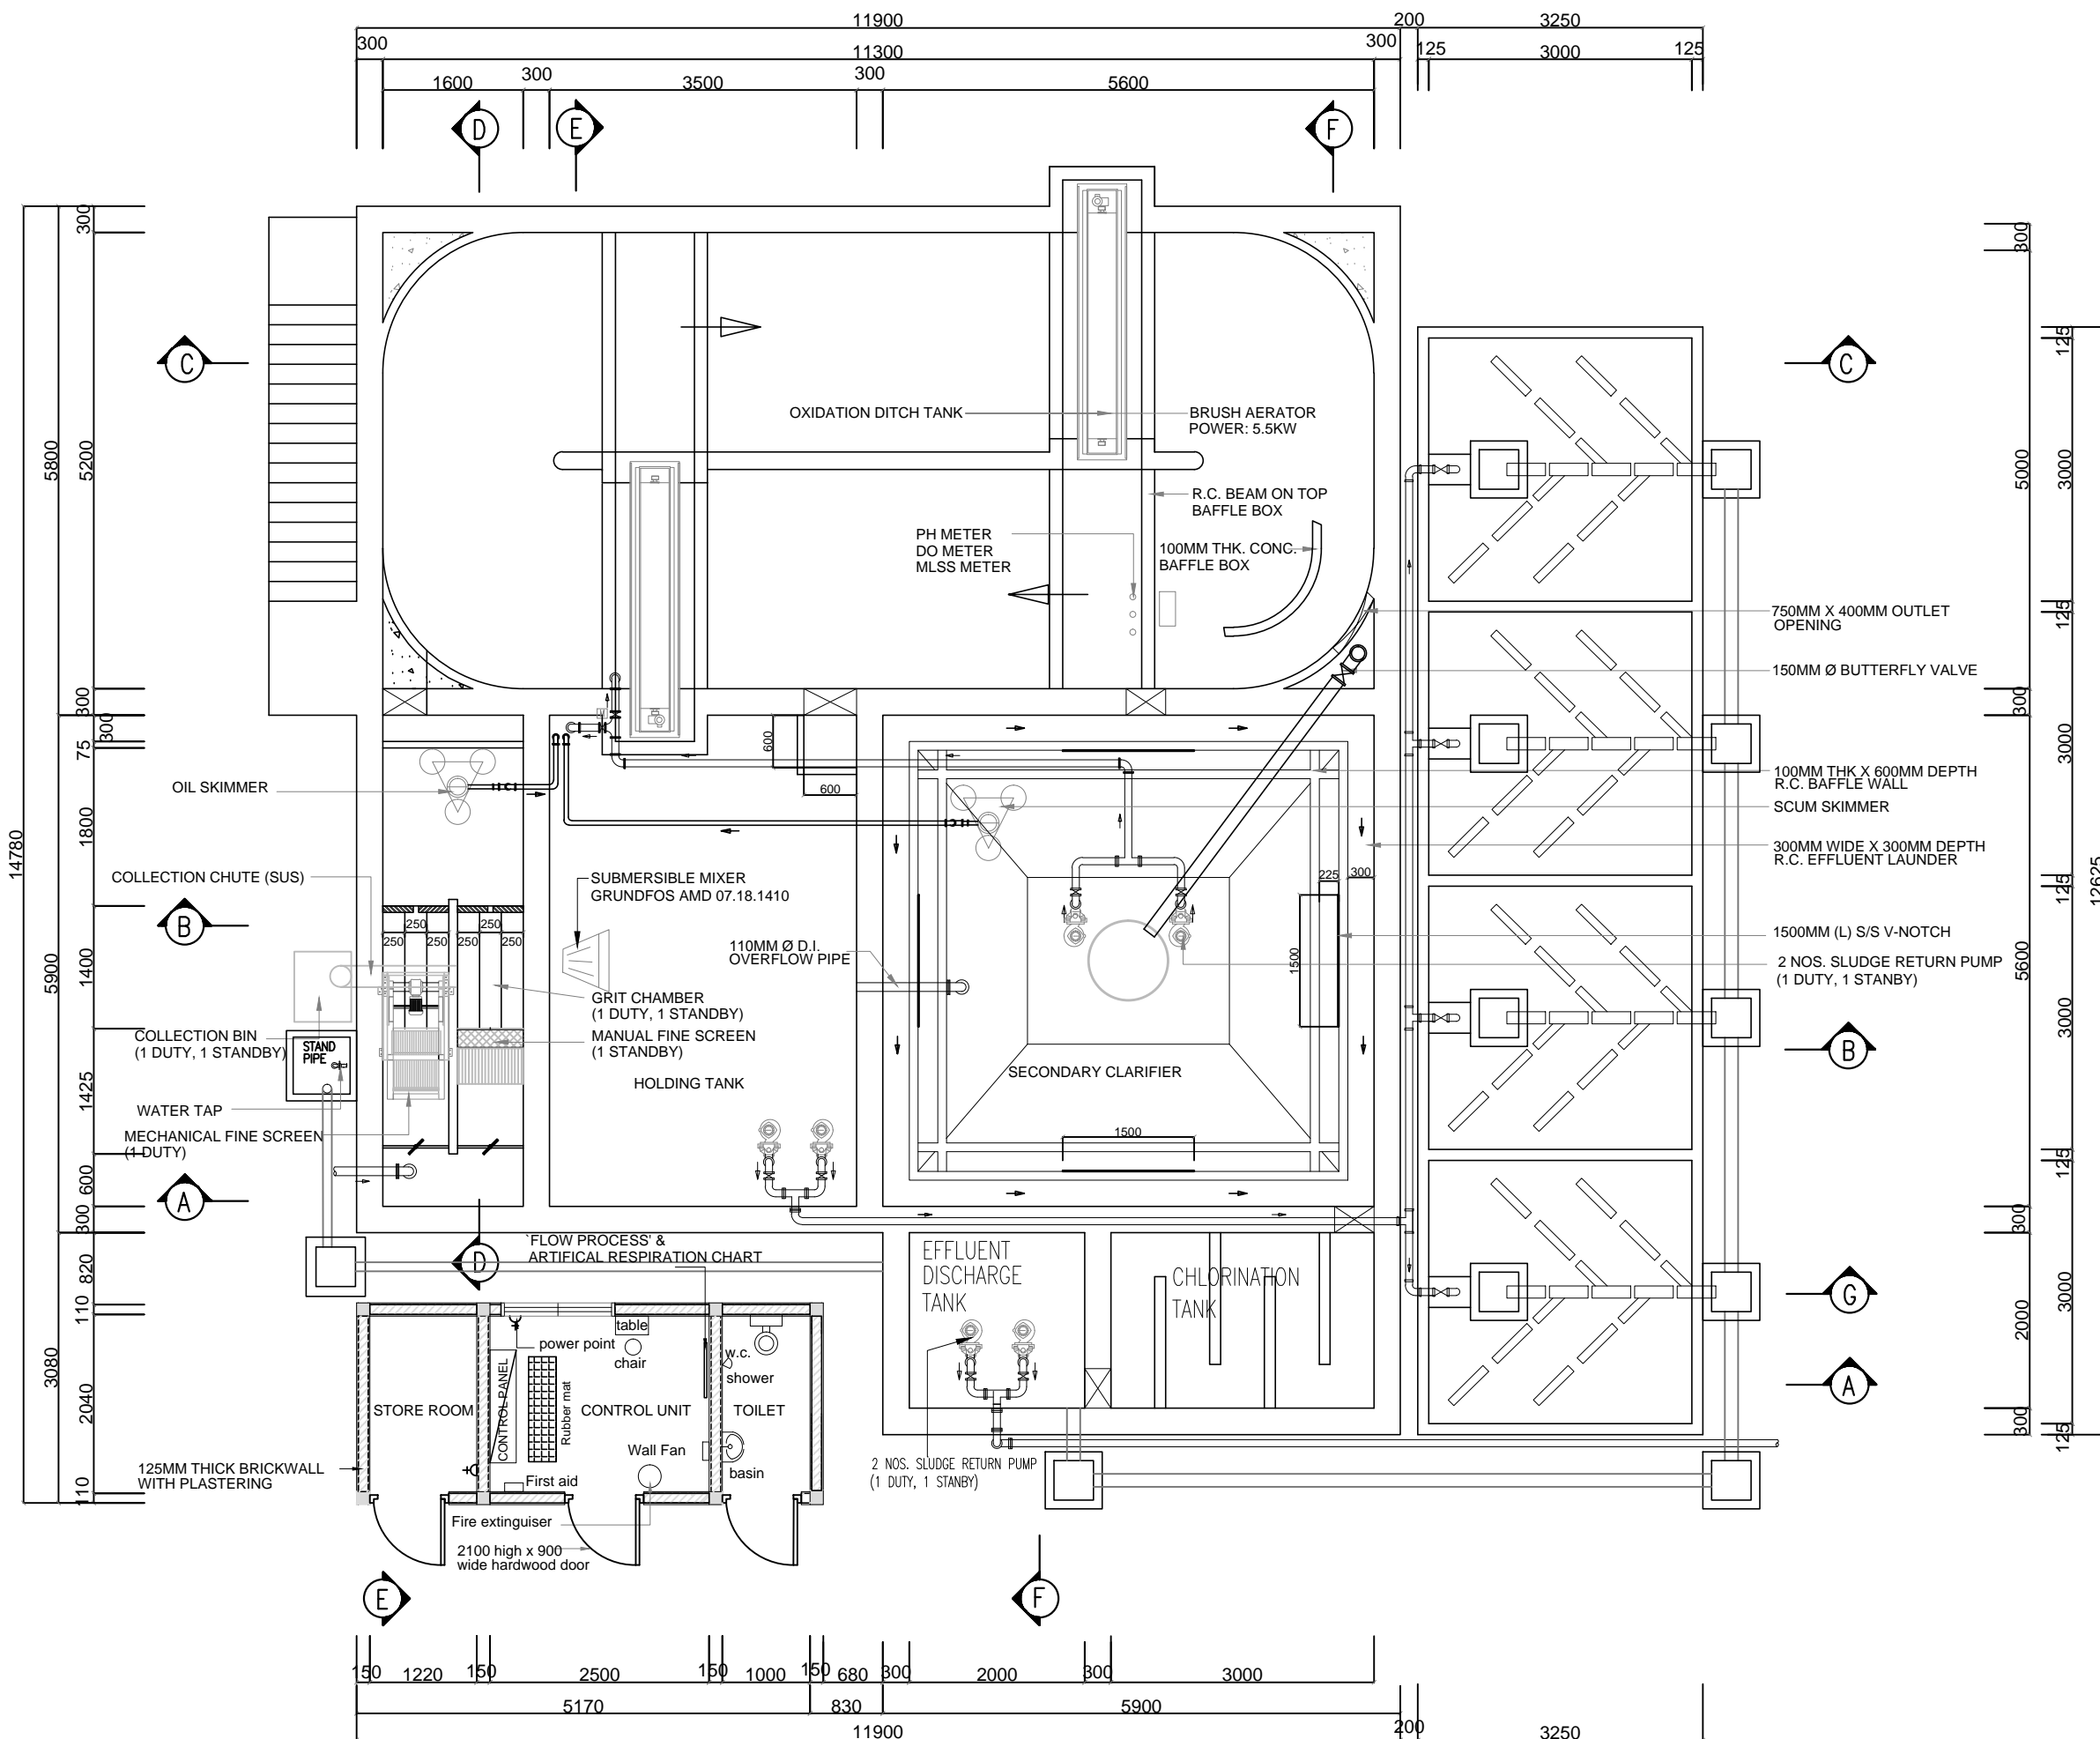 11900
200
3250
300
11300
300
125
3000
125
1600
300
3500
300
5600
D
E
F
300
5800
5200
14780
300
300
75
1800
5900
1400
1425
600
300
820
110
3080
2040
110
C
B
A
C
B
G
A
300
5000
300
5600
300
2000
300
125
3000
125
3000
125
3000
125
3000
125
12625
OXIDATION DITCH TANK
BRUSH AERATOR
POWER: 5.5KW
R.C. BEAM ON TOP
BAFFLE BOX
PH METER
DO METER
MLSS METER
100MM THK. CONC.
BAFFLE BOX
750MM X 400MM OUTLET
OPENING
150MM Ø BUTTERFLY VALVE
600
600
OIL SKIMMER
100MM THK X 600MM DEPTH
R.C. BAFFLE WALL
SCUM SKIMMER
300MM WIDE X 300MM DEPTH
R.C. EFFLUENT LAUNDER
COLLECTION CHUTE (SUS)
SUBMERSIBLE MIXER
GRUNDFOS AMD 07.18.1410
225
300
250
250
250
250
250
250
1500MM (L) S/S V-NOTCH
110MM Ø D.I.
OVERFLOW PIPE
1500
2 NOS. SLUDGE RETURN PUMP
(1 DUTY, 1 STANBY)
GRIT CHAMBER
(1 DUTY, 1 STANDBY)
COLLECTION BIN
(1 DUTY, 1 STANDBY)
STAND
PIPE
MANUAL FINE SCREEN
(1 STANDBY)
HOLDING TANK
SECONDARY CLARIFIER
WATER TAP
MECHANICAL FINE SCREEN
(1 DUTY)
1500
D
`FLOW PROCESS' &
ARTIFICAL RESPIRATION CHART
EFFLUENT
DISCHARGE
TANK
CHLORINATION
TANK
power point
table
chair
w.c.
shower
STORE ROOM
CONTROL PANEL
Rubber mat
CONTROL UNIT
TOILET
Wall Fan
basin
First aid
125MM THICK BRICKWALL
WITH PLASTERING
2 NOS. SLUDGE RETURN PUMP
(1 DUTY, 1 STANBY)
Fire extinguiser
2100 high x 900
wide hardwood door
E
F
150
1220
150
2500
150
1000
150
680
300
2000
300
3000
5170
830
5900
11900
200
3250